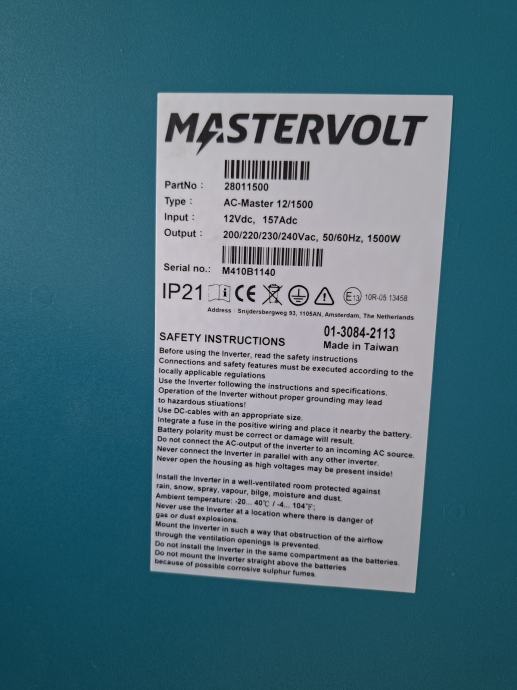 MASTERVOLT
PartNo : 28011500
Type : AC-Master 12/1500
Input : 12Vdc, 157Adc
Output : 200/220/230/240Vac, 50/60Hz, 1500W
Serial no.: M410B1140
IP21 i CE E13 10R-05 13458
Address : Snijdersbergweg 93, 1105AN, Amsterdam, The Netherlands
01-3084-2113
SAFETY INSTRUCTIONS Made in Taiwan
Before using the Inverter, read the safety instructions
Connections and safety features must be executed according to the
locally applicable regulations
Use the Inverter following the instructions and specifications.
Operation of the Inverter without proper grounding may lead
to hazardous stiuations!
Use DC-cables with an appropriate size.
Integrate a fuse in the positive wiring and place it nearby the battery.
Battery polarity must be correct or damage will result.
Do not connect the AC-output of the inverter to an incoming AC source.
Never connect the Inverter in parallel with any other inverter.
Never open the housing as high voltages may be present inside!
Install the Inverter in a well-ventilated room protected against
rain, snow, spray, vapour, bilge, moisture and dust.
Ambient temperature: -20... 40℃ / -4... 104℉;
Never use the Inverter at a location where there is danger of
gas or dust explosions.
Mount the Inverter in such a way that obstruction of the airflow
through the ventilation openings is prevented.
Do not install the Inverter in the same compartment as the batteries.
Do not mount the Inverter straight above the batteries
because of possible corrosive sulphur fumes.